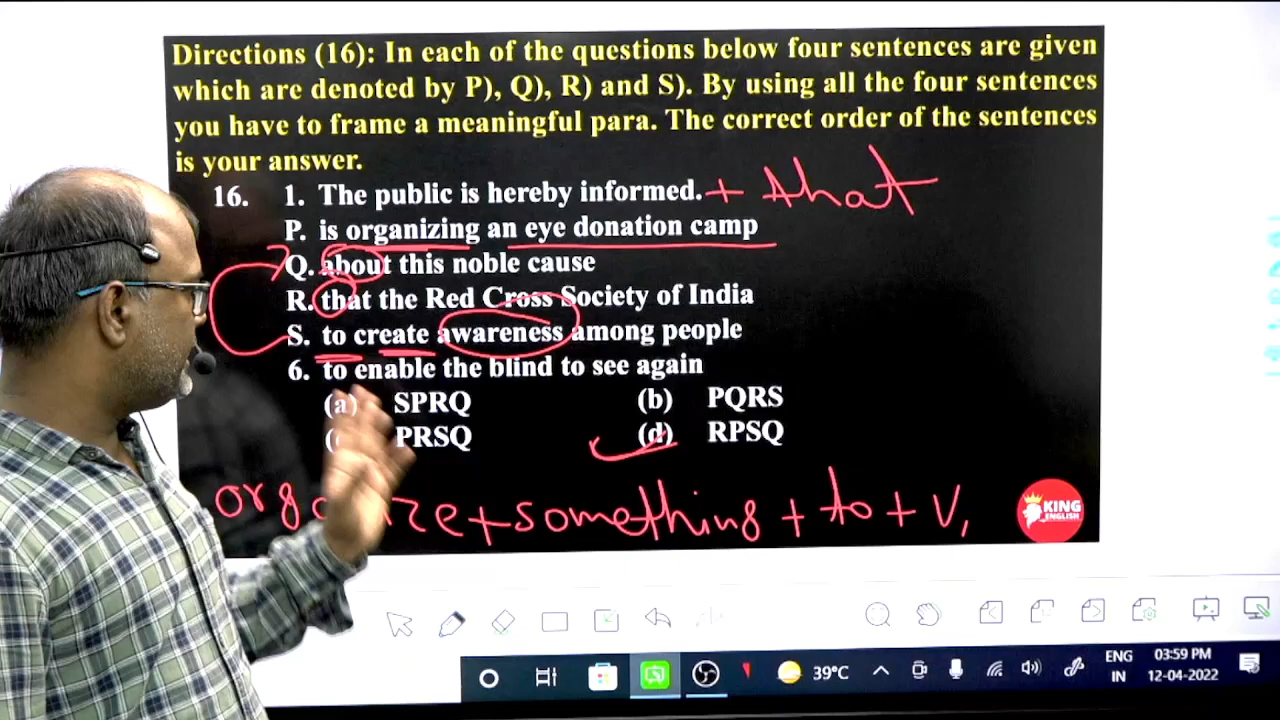 Directions (16): In each of the questions below four sentences are given
which are denoted by P), Q), R) and S). By using all the four sentences
you have to frame a meaningful para. The correct order of the sentences
is your answer.
16. 1. The public is hereby informed. + that
P. is organizing an eye donation camp
Q. about this noble cause
R. that the Red Cross Society of India
S. to create awareness among people
6. to enable the blind to see again
(a) SPRQ (b) PQRS
PRSQ (d) RPSQ
+ something + to + V1
KING
ENGLISH
39°C
ENG
IN
03:59 PM
12-04-2022